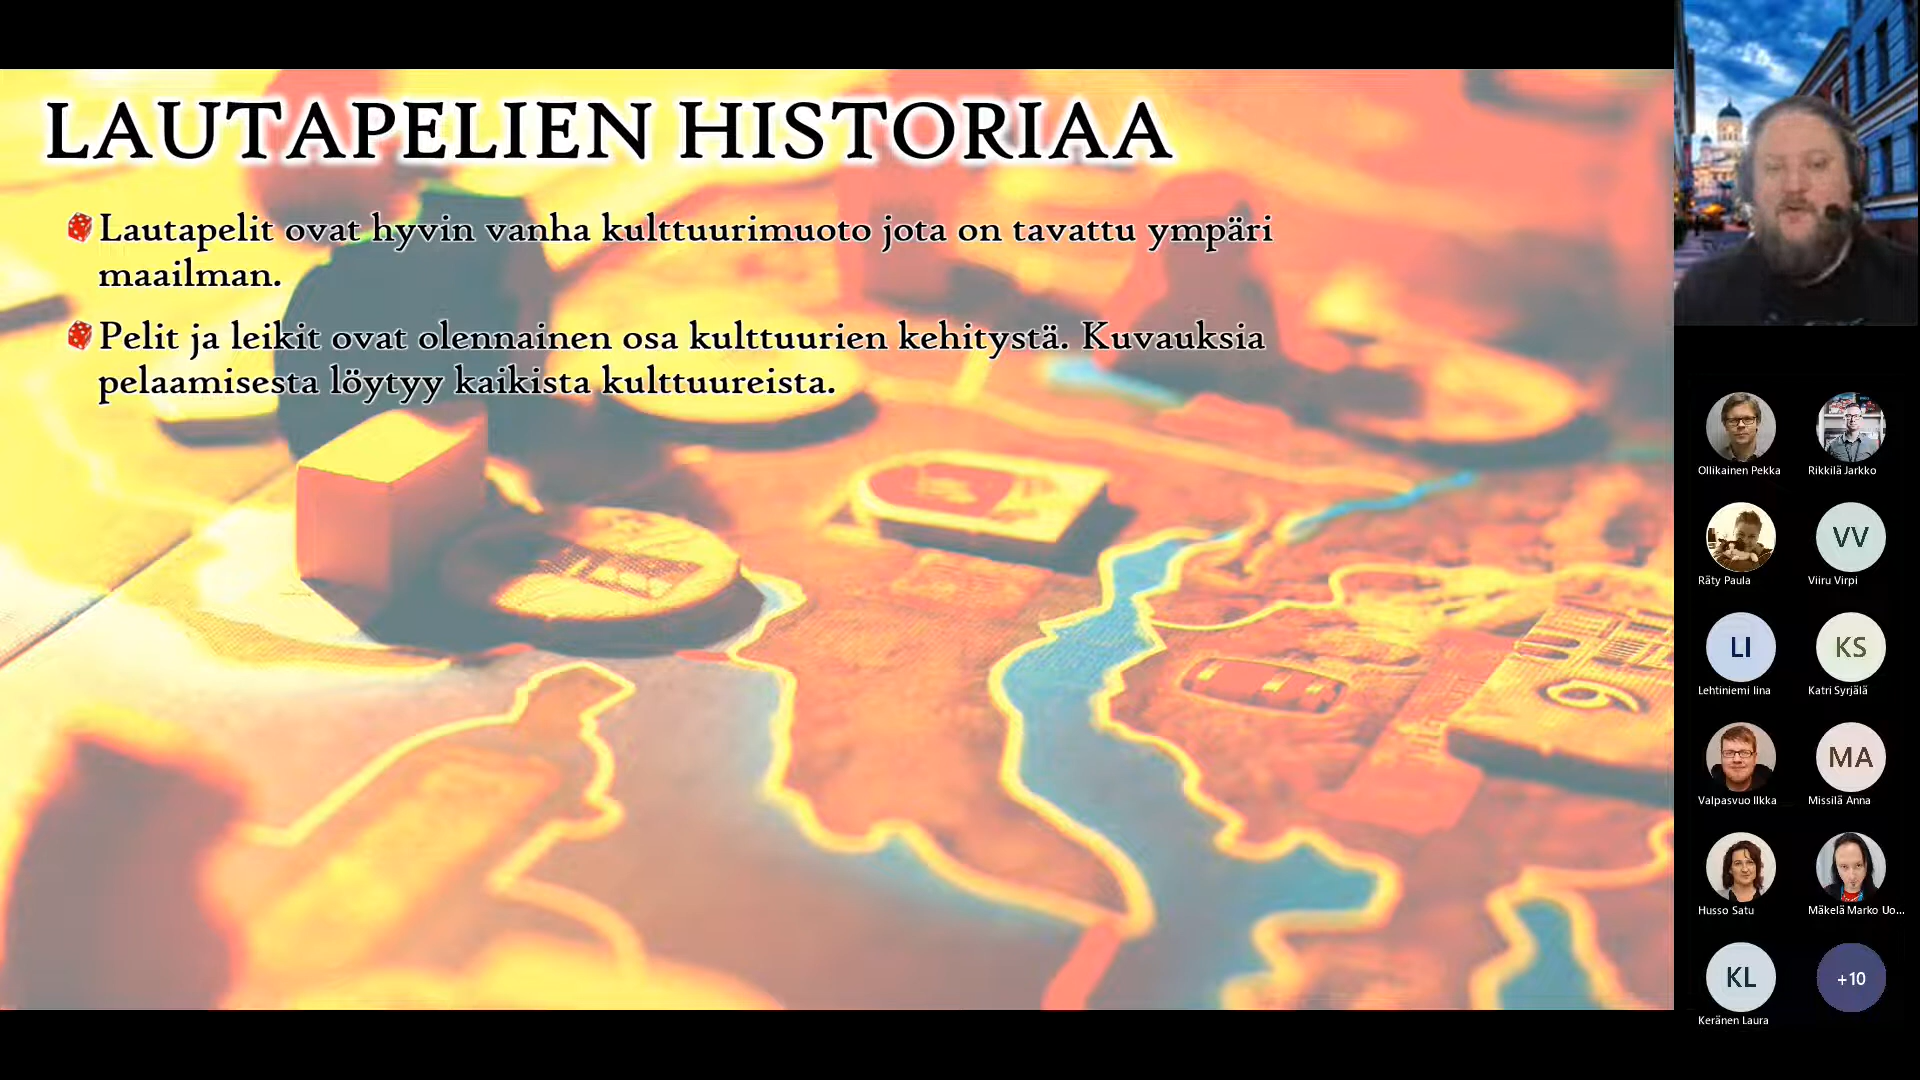 LAUTAPELIEN HISTORIAA
Lautapelit ovat hyvin vanha kulttuurimuoto jota on tavattu ympäri
maailman.
Pelit ja leikit ovat olennainen osa kulttuurien kehitystä. Kuvauksia
pelaamisesta löytyy kaikista kulttuureista.
9
Ollikainen Pekka
Rikkilä Jarkko
Räty Paula
VV
Viiru Virpi
LI
Lehtiniemi Iina
KS
Katri Syrjälä
Valpasvuo Ilkka
MA
Missilä Anna
Husso Satu
Mäkelä Marko Uo...
KL
Keränen Laura
+10